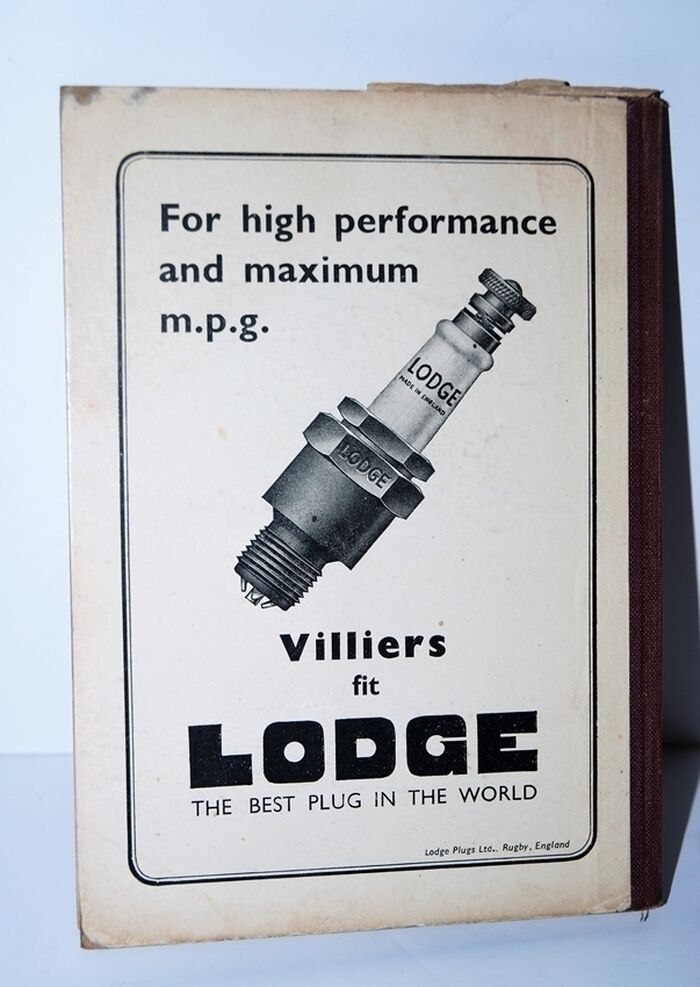 For high performance
and maximum
m.p.g.
LODGE
MADE IN ENGLAND
LODGE
Villiers
fit
LODGE
THE BEST PLUG IN THE WORLD
Lodge Plugs Ltd., Rugby, England